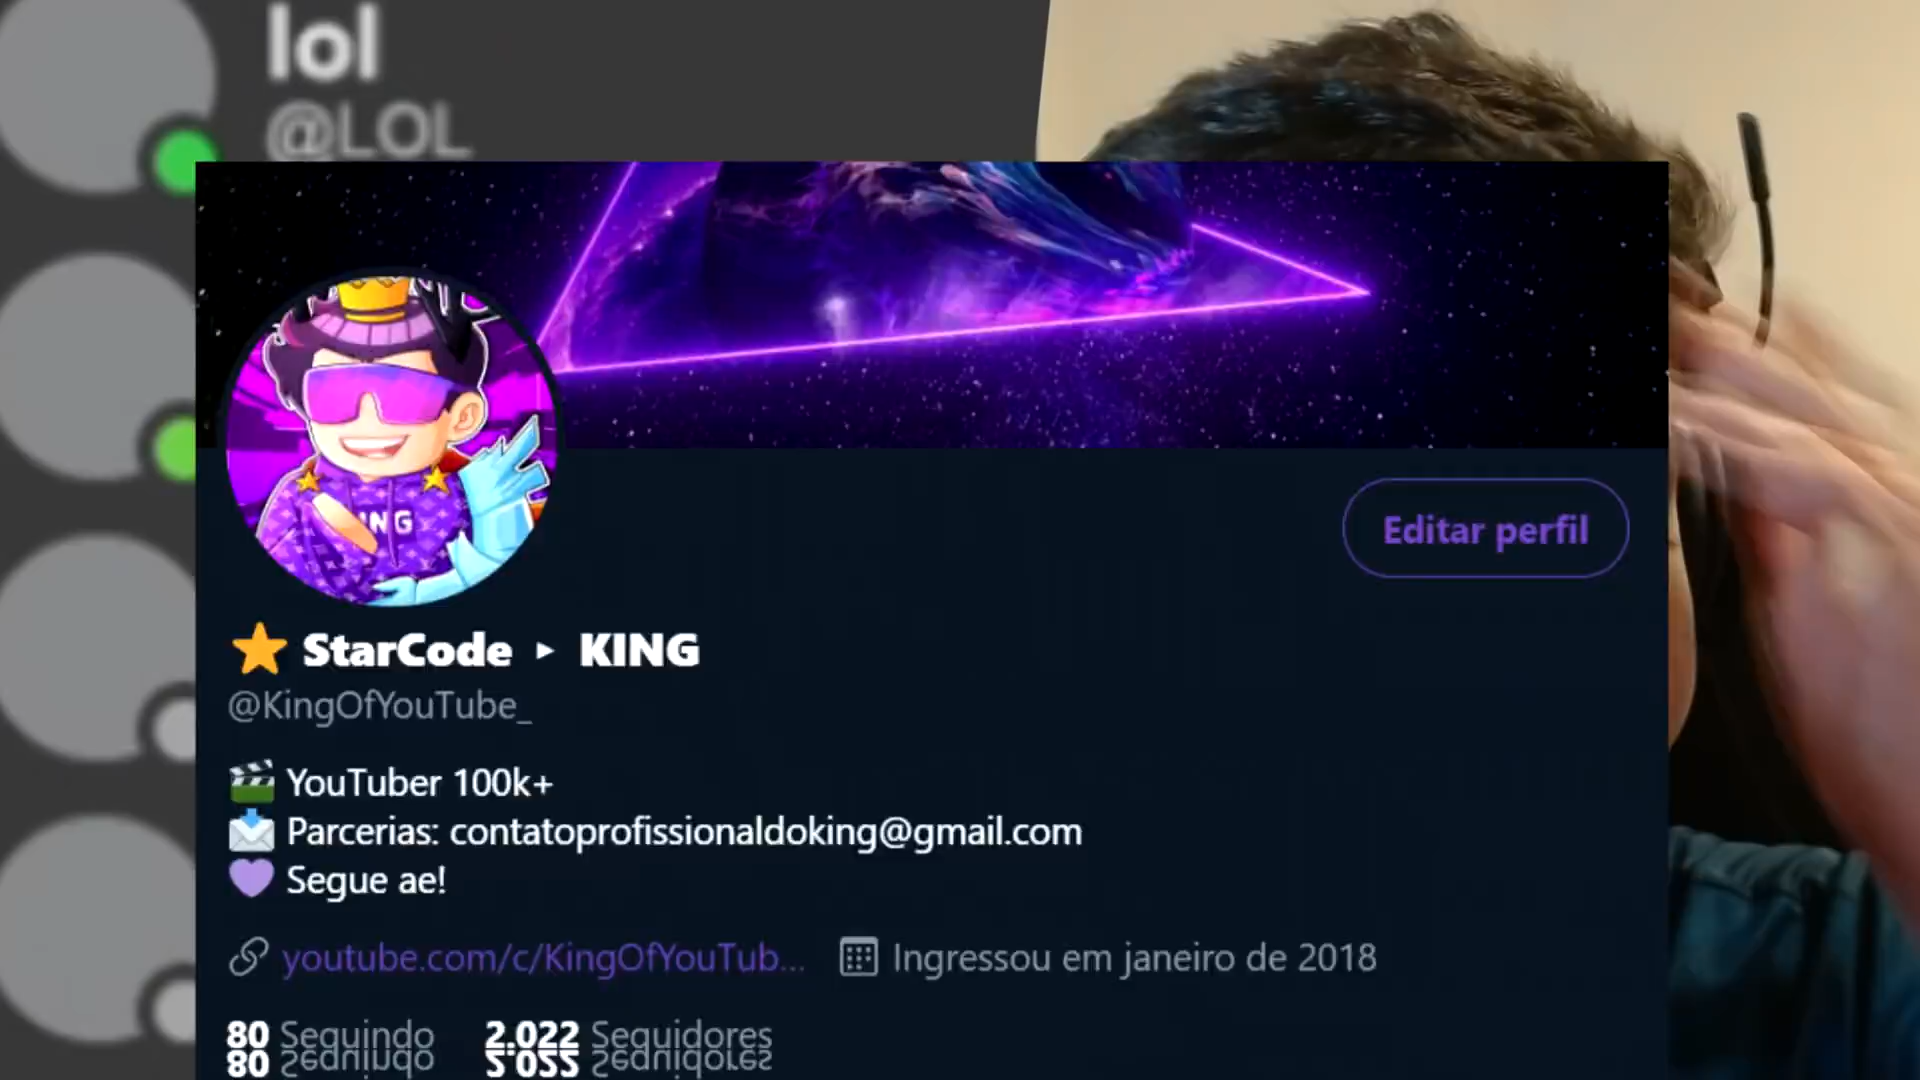 lol
@LOL
KING
Editar perfil
⭐ StarCode ▸ KING
@KingOfYouTube_
🎬 YouTuber 100k+
📩 Parcerias: contatoprofissionaldoking@gmail.com
💜 Segue ae!
youtube.com/c/KingOfYouTub... Ingressou em janeiro de 2018
80 Seguindo 2.022 Seguidores